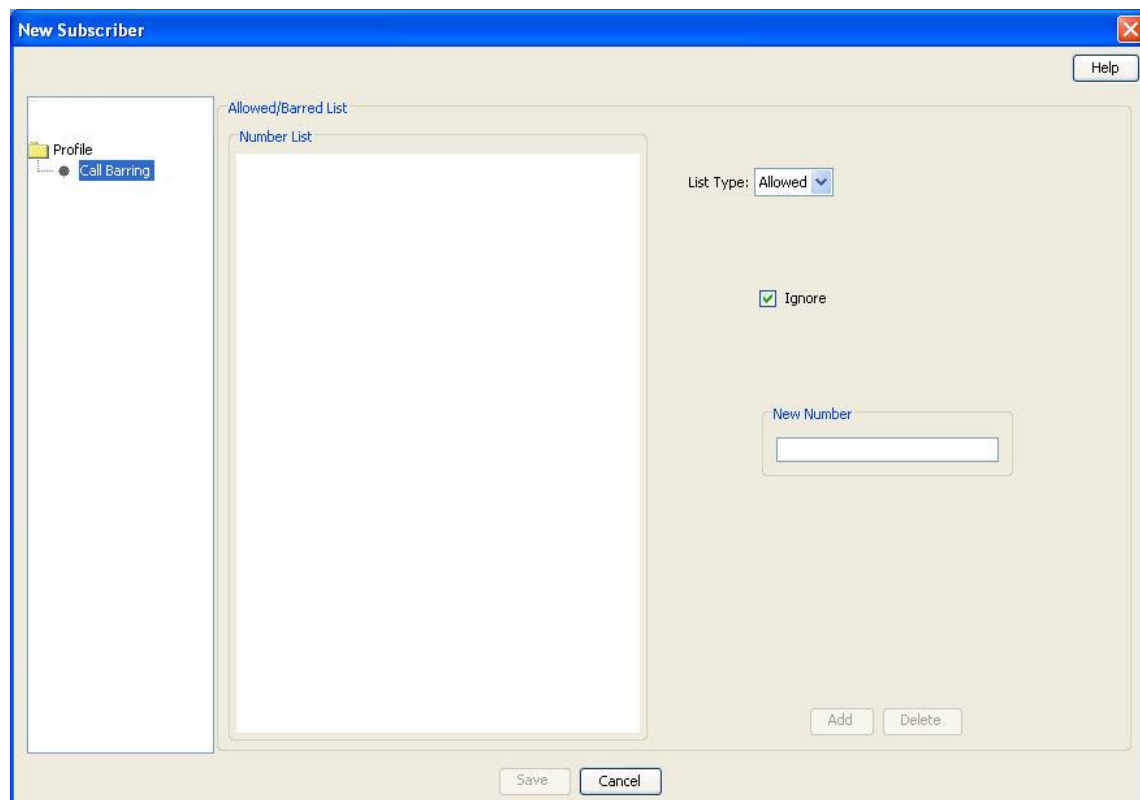 New Subscriber
Help
Profile
Call Barring
Allowed/Barred List
Number List
List Type: Allowed
Ignore
New Number
Add Delete
Save Cancel